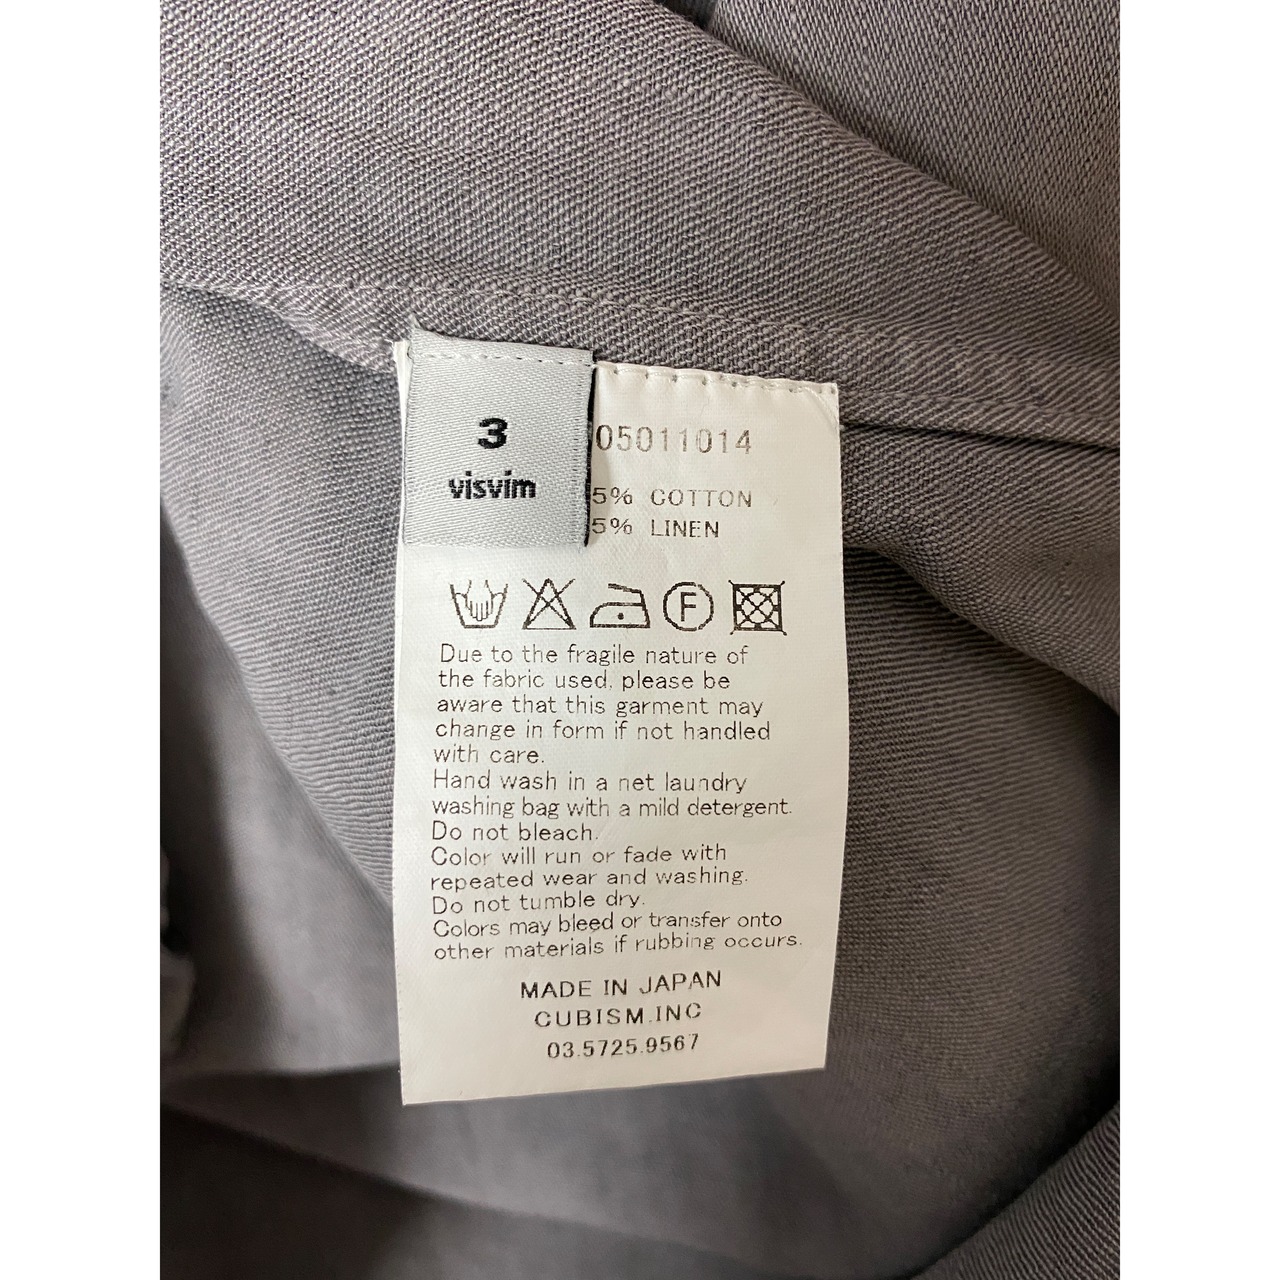 3
visvim
05011014
5% COTTON
5% LINEN
F
Due to the fragile nature of
the fabric used, please be
aware that this garment may
change in form if not handled
with care.
Hand wash in a net laundry
washing bag with a mild detergent.
Do not bleach.
Color will run or fade with
repeated wear and washing.
Do not tumble dry.
Colors may bleed or transfer onto
other materials if rubbing occurs.
MADE IN JAPAN
CUBISM.INC
03.5725.9567